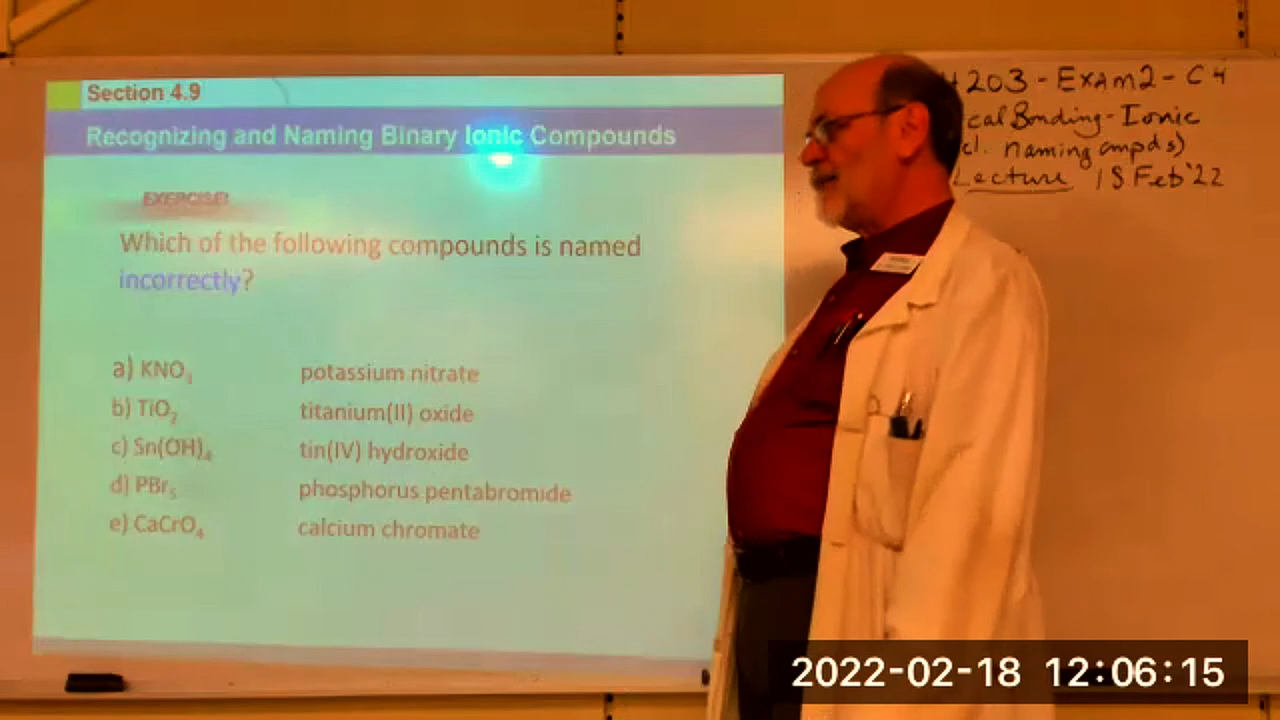 Section 4.9
Recognizing and Naming Binary Ionic Compounds
EXERCISE!
Which of the following compounds is named
incorrectly?
a) KNO₃ potassium nitrate
b) TiO₂ titanium(II) oxide
c) Sn(OH)₄ tin(IV) hydroxide
d) PBr₅ phosphorus pentabromide
e) CaCrO₄ calcium chromate
203 - Exam2 - C4
cal Bonding - Ionic
cl. naming cmpds)
Lecture 18 Feb '22
2022-02-18 12:06:15